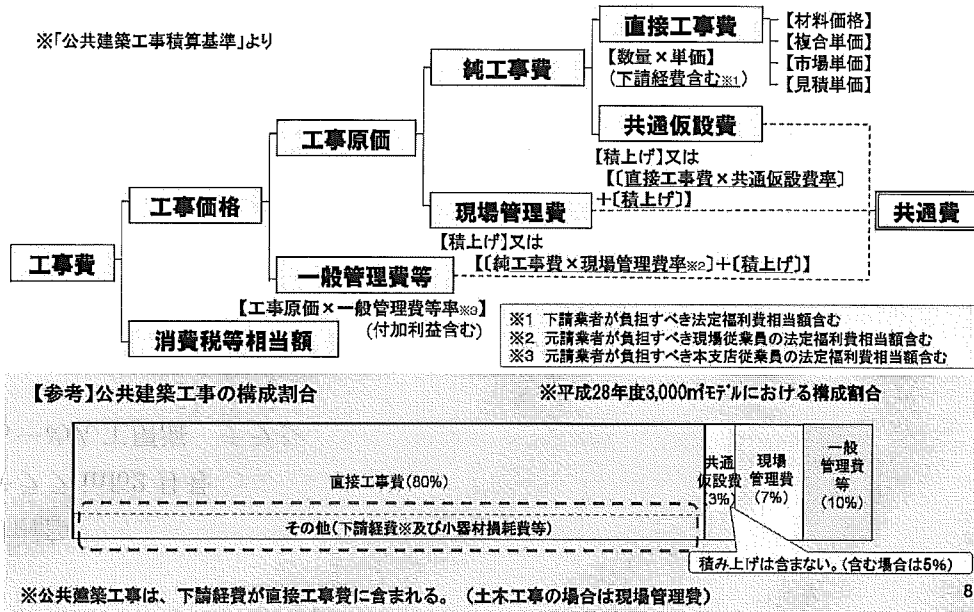 ※「公共建築工事積算基準」より
直接工事費
【材料価格】
【複合単価】
【市場単価】
【見積単価】
【数量×単価】
(下請経費含む※1)
純工事費
共通仮設費
工事原価
【積上げ】又は
【〔直接工事費×共通仮設費率〕
+〔積上げ〕】
工事価格
現場管理費
共通費
【積上げ】又は
【〔純工事費×現場管理費率※2〕+〔積上げ〕】
工事費
一般管理費等
【工事原価×一般管理費等率※3】
(付加利益含む)
消費税等相当額
※1 下請業者が負担すべき法定福利費相当額含む
※2 元請業者が負担すべき現場従業員の法定福利費相当額含む
※3 元請業者が負担すべき本支店従業員の法定福利費相当額含む
【参考】公共建築工事の構成割合
※平成28年度3,000㎡モデルにおける構成割合
直接工事費(80%)
共通
仮設費
(3%)
現場
管理費
(7%)
一般
管理費
等
(10%)
その他(下請経費※及び小器材損耗費等)
積み上げは含まない。(含む場合は5%)
※公共建築工事は、下請経費が直接工事費に含まれる。(土木工事の場合は現場管理費)
8